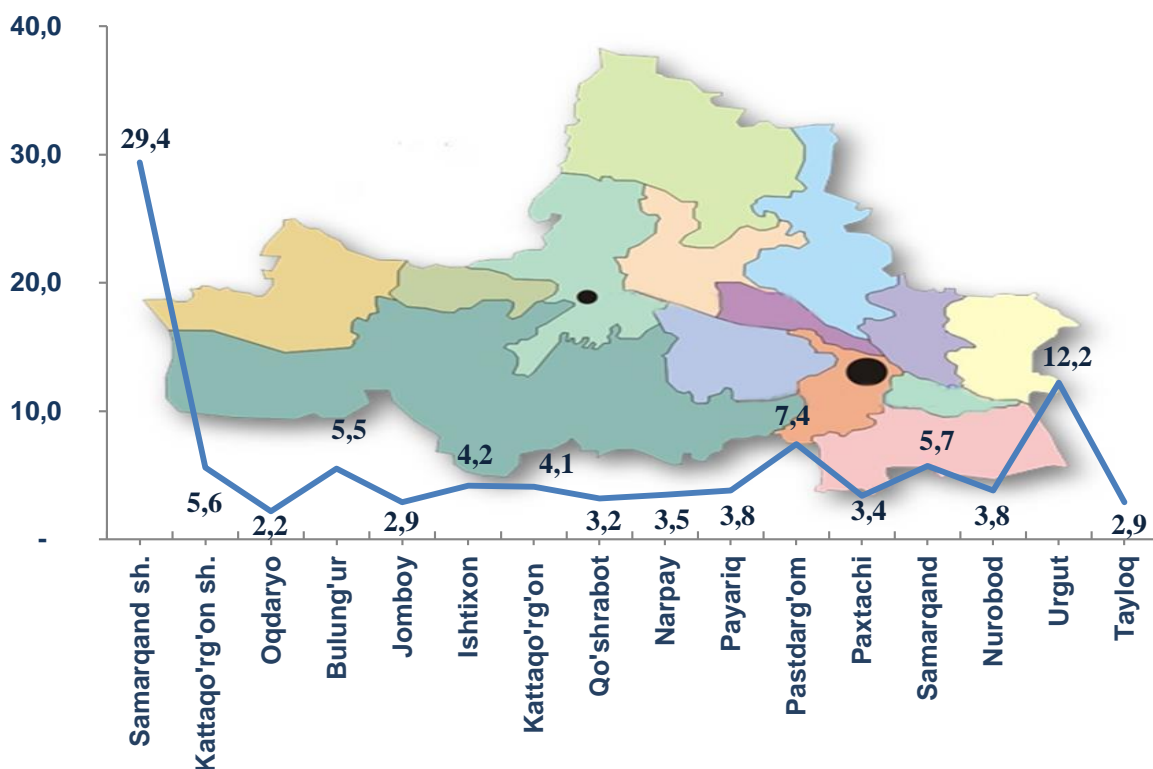 40,0
30,0
20,0
10,0
-
29,4
5,6
2,2
5,5
2,9
4,2
4,1
3,2
3,5
3,8
7,4
3,4
5,7
3,8
12,2
2,9
Samarqand sh.
Kattaqo'rg'on sh.
Oqdaryo
Bulung'ur
Jomboy
Ishtixon
Kattaqo'rg'on
Qo'shrabot
Narpay
Payariq
Pastdarg'om
Paxtachi
Samarqand
Nurobod
Urgut
Tayloq